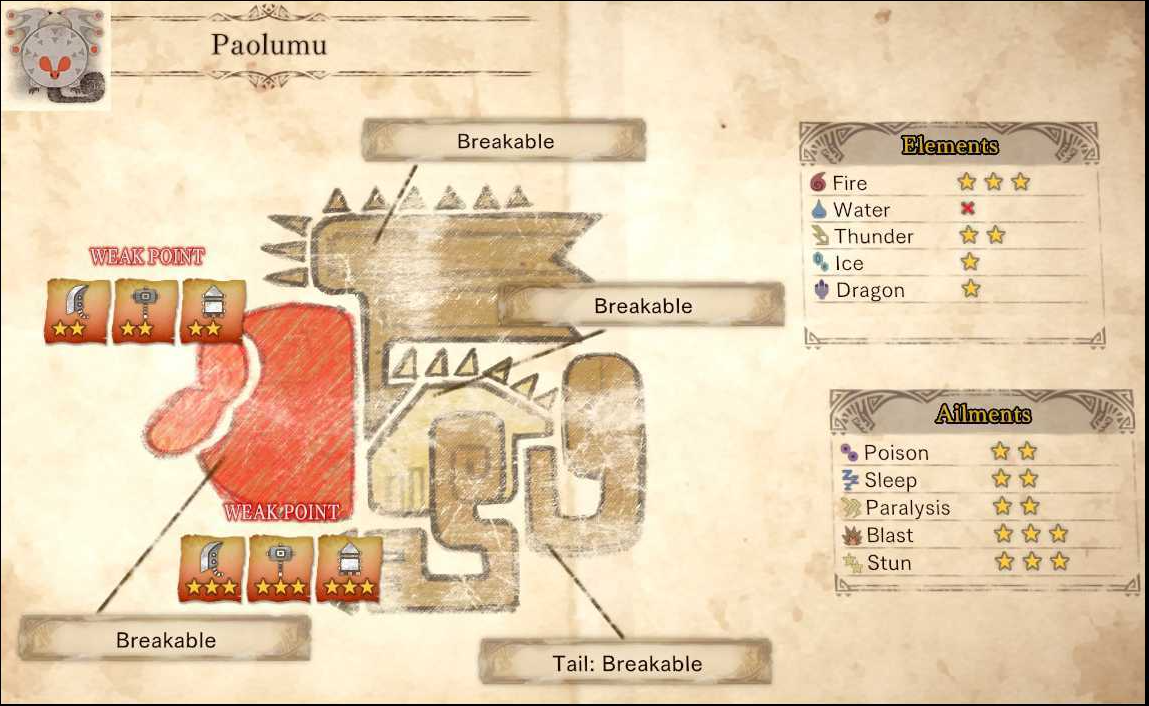 Paolumu
Breakable
Elements
Fire
Water
Thunder
Ice
Dragon
WEAK POINT
Breakable
Ailments
Poison
Sleep
Paralysis
Blast
Stun
WEAK POINT
Breakable
Tail: Breakable